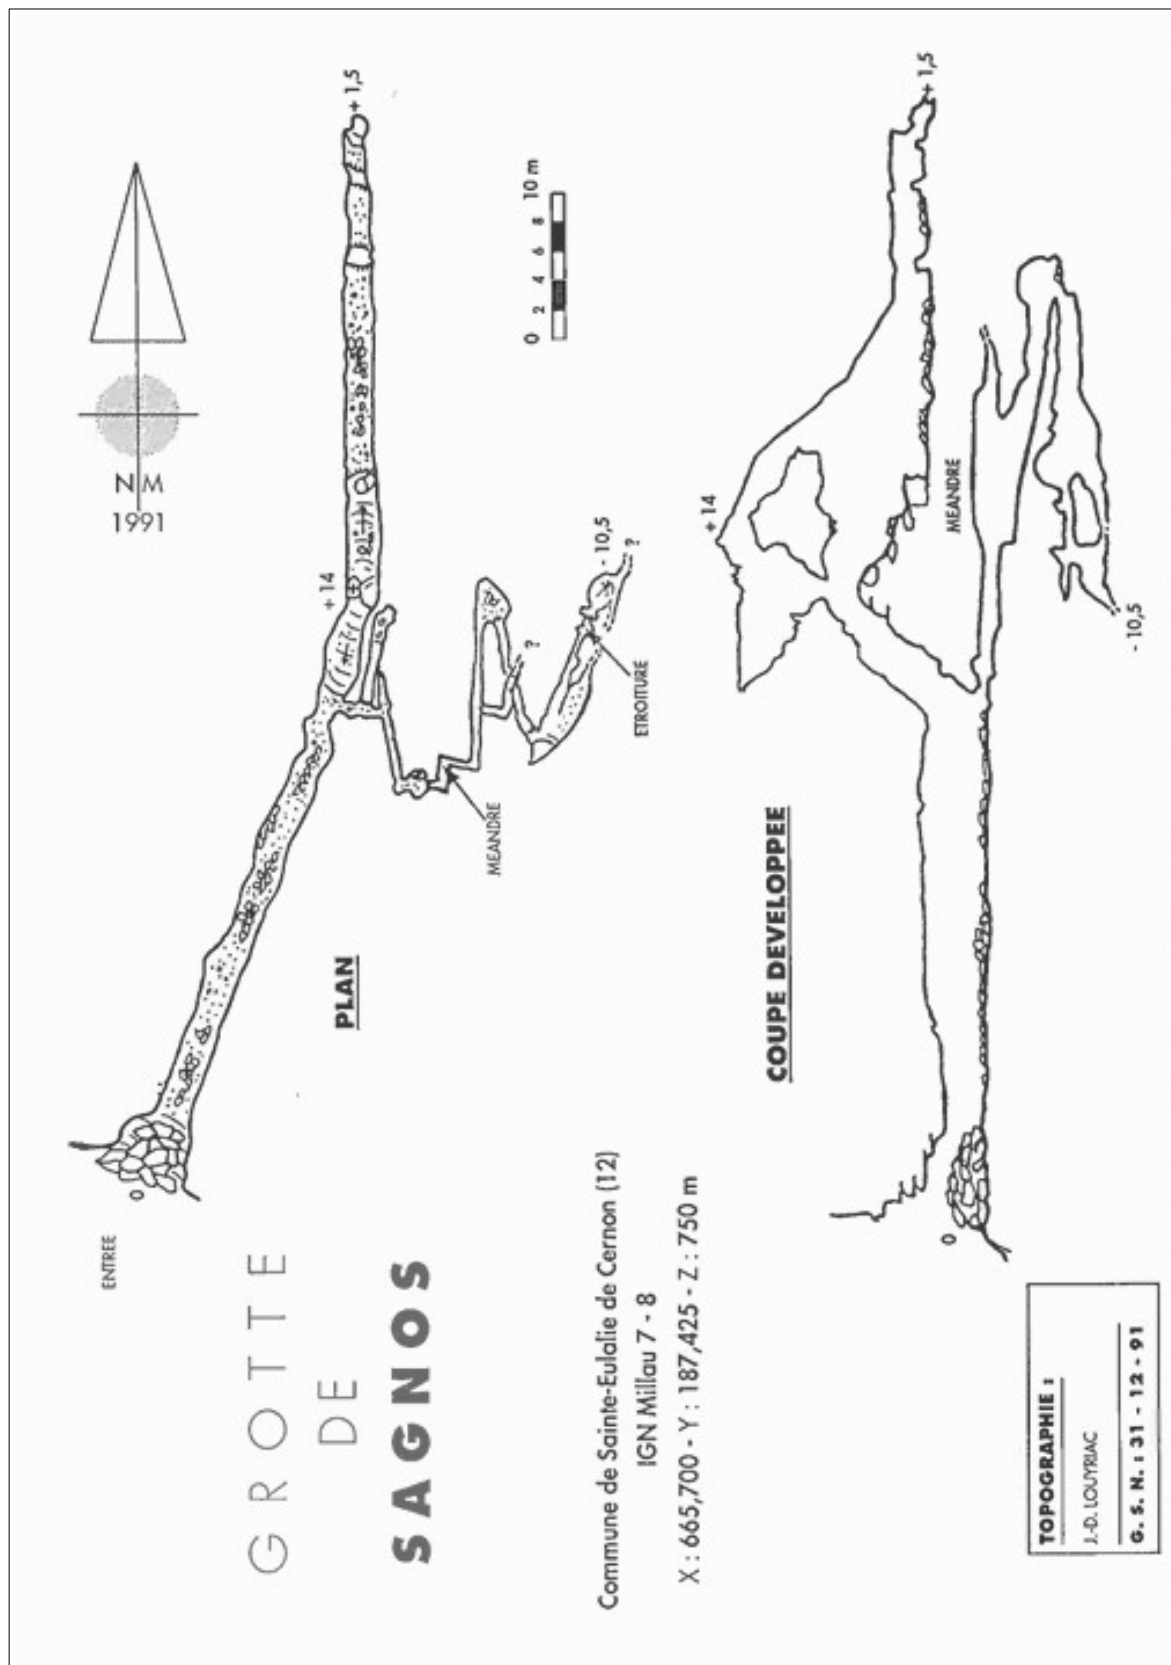 GROTTE
DE
SAGNOS
Commune de Sainte-Eulalie de Cernon (12)
IGN Millau 7 - 8
X : 665,700 - Y : 187,425 - Z : 750 m
TOPOGRAPHIE :
J.-D. LOUYRIAC
G. S. N. : 31 - 12 - 91
ENTREE
0
PLAN
+ 14
+ 1,5
MEANDRE
?
ETROITURE
- 10,5
?
N M
1991
0 2 4 6 8 10 m
COUPE DEVELOPPEE
0
+ 14
+ 1,5
MEANDRE
- 10,5